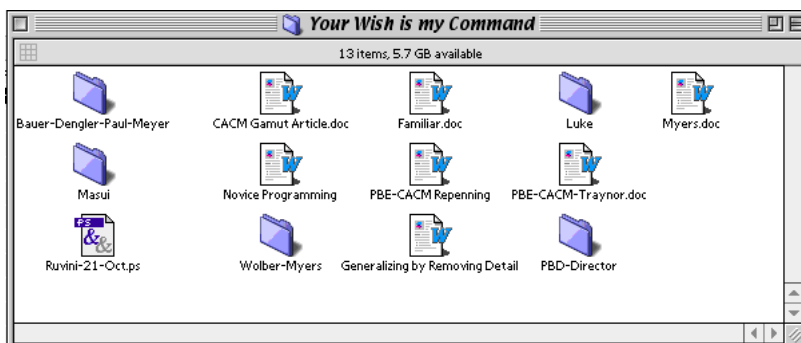 Your Wish is my Command
13 items, 5.7 GB available
Bauer-Dengler-Paul-Meyer CACM Gamut Article.doc Familiar.doc Luke Myers.doc
Masui Novice Programming PBE-CACM Repenning PBE-CACM-Traynor.doc
PS
&&
Ruvini-21-Oct.ps Wolber-Myers Generalizing by Removing Detail PBD-Director